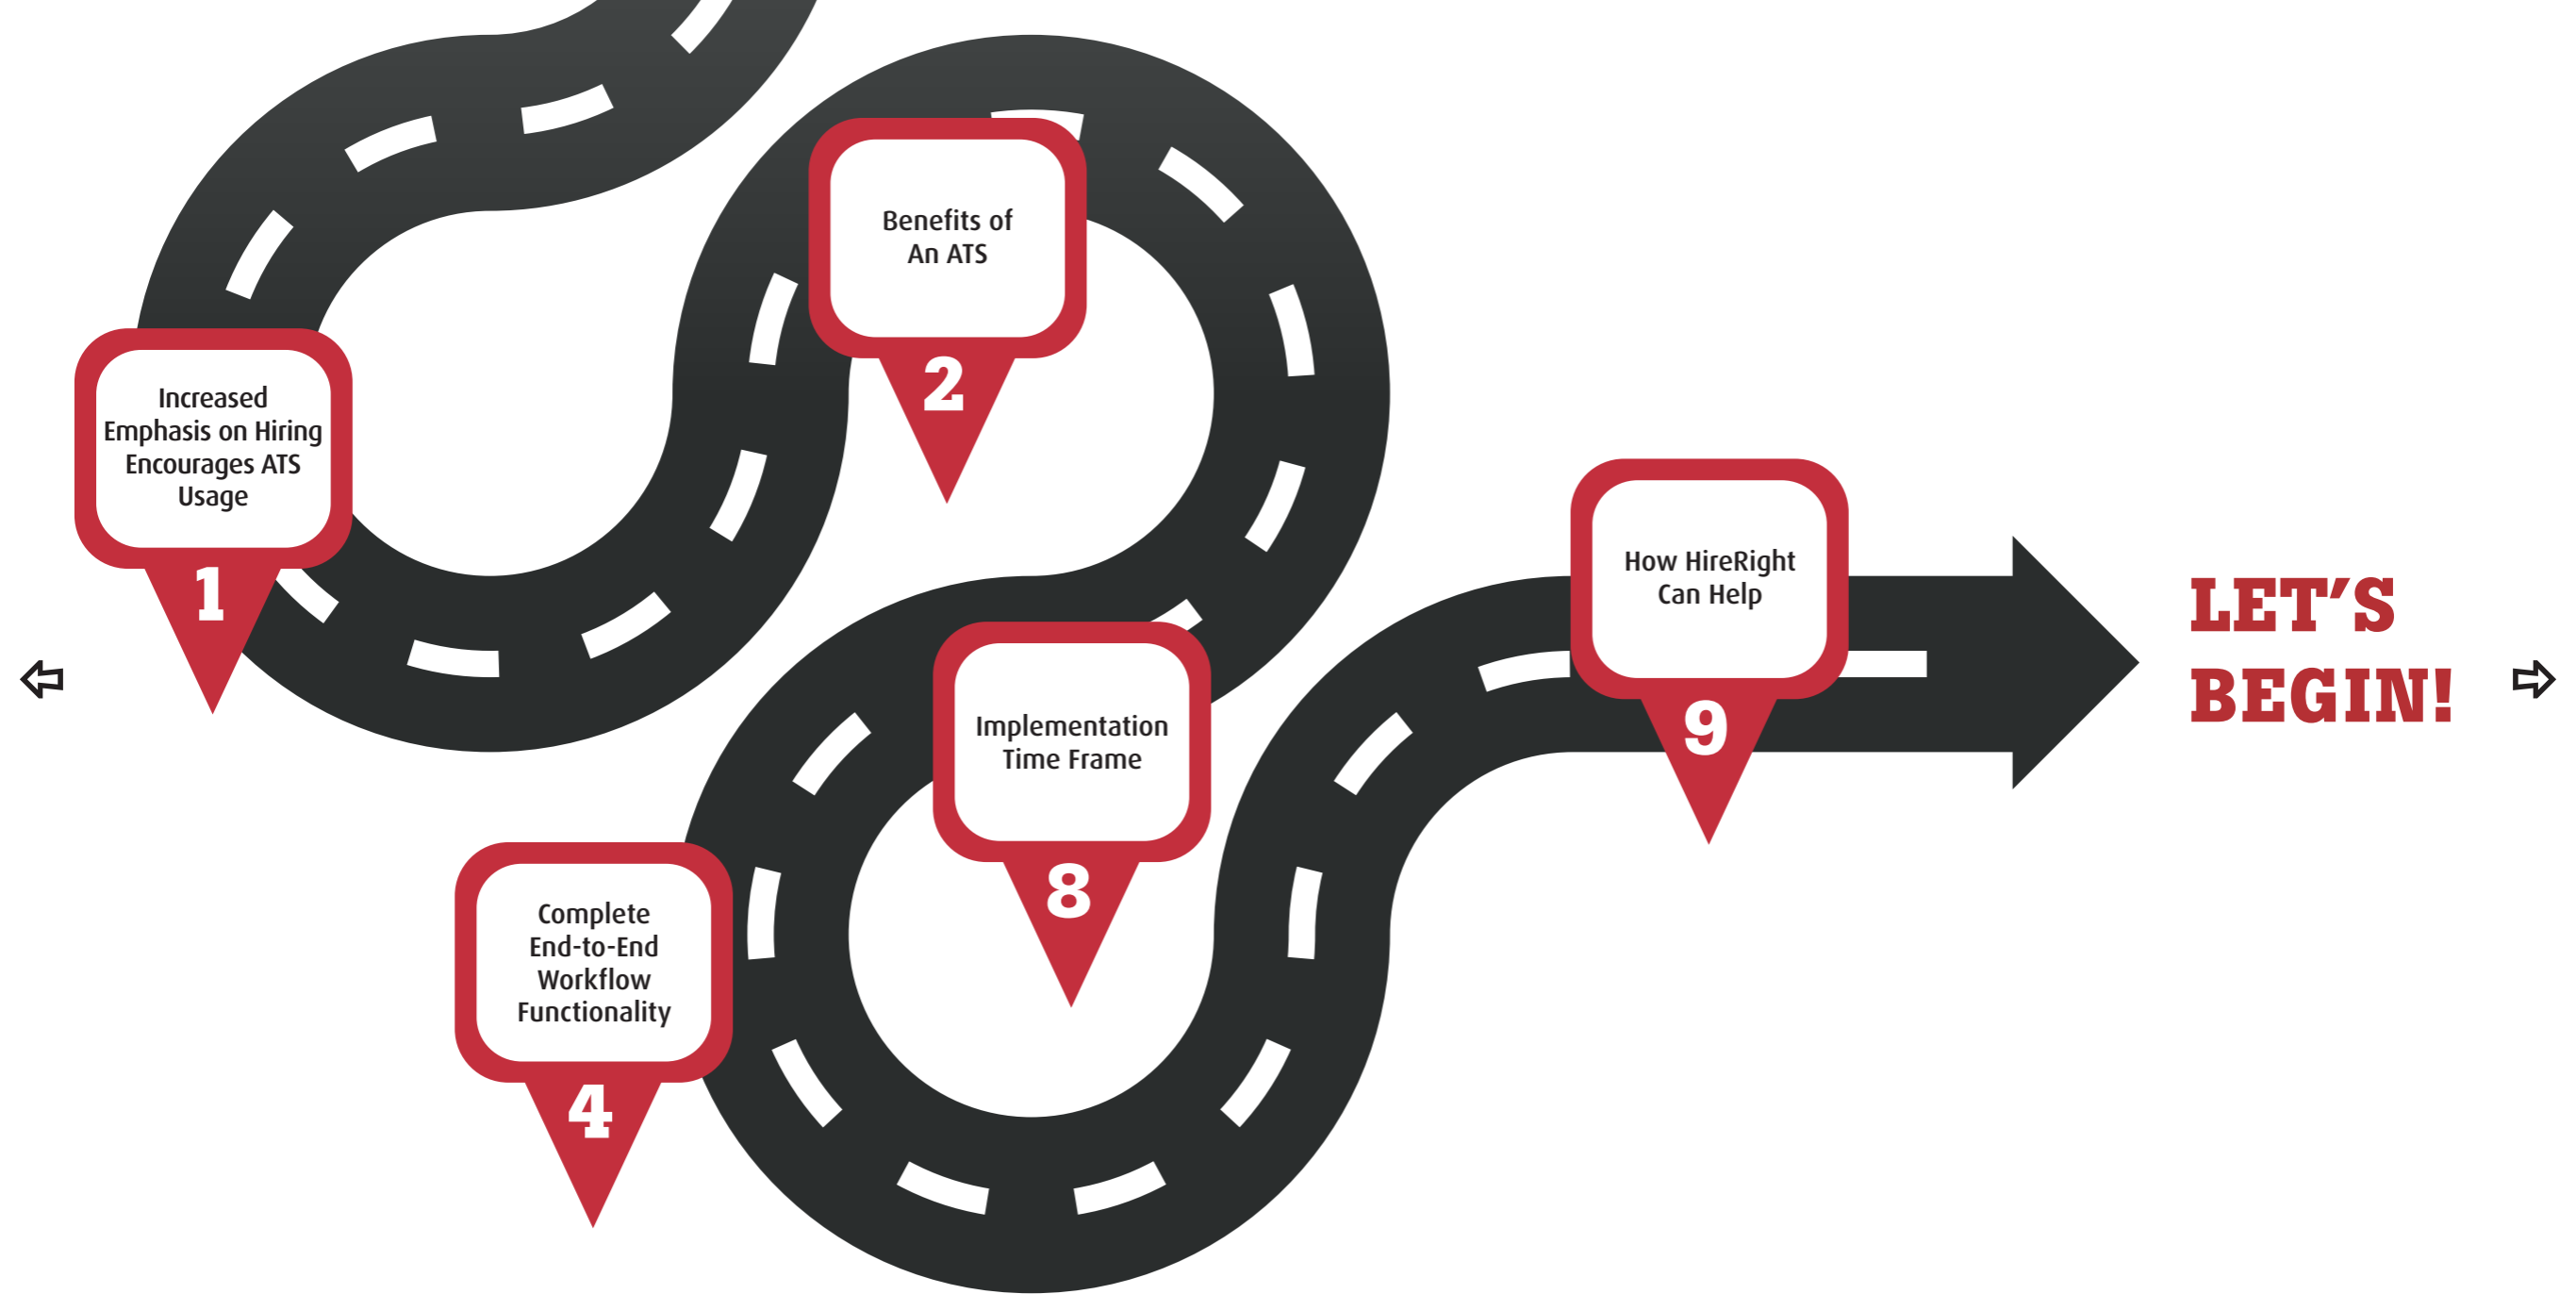 Increased
Emphasis on Hiring
Encourages ATS
Usage
1
Benefits of
An ATS
2
Complete
End-to-End
Workflow
Functionality
4
Implementation
Time Frame
8
How HireRight
Can Help
9
LET’S
BEGIN!